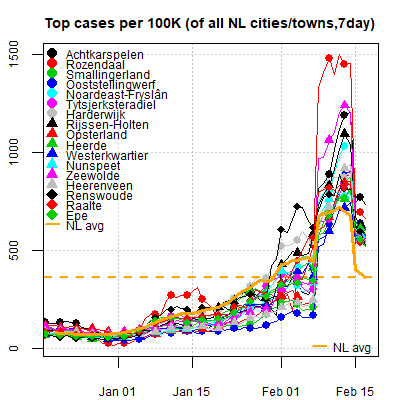 Top cases per 100K (of all NL cities/towns,7day)
Achtkarspelen
Rozendaal
Smallingerland
Ooststellingwerf
Noardeast-Fryslân
Tytsjerksteradiel
Harderwijk
Rijssen-Holten
Opsterland
Heerde
Westerkwartier
Nunspeet
Zeewolde
Heerenveen
Renswoude
Raalte
Epe
NL avg
NL avg
0
500
1000
1500
Jan 01
Jan 15
Feb 01
Feb 15